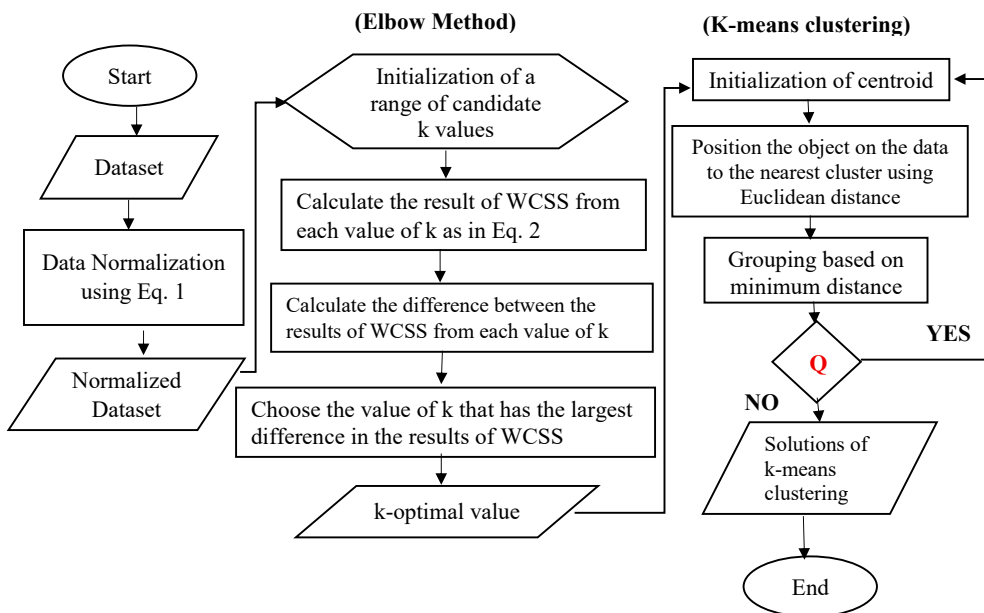 (Elbow Method)
(K-means clustering)
Start
Dataset
Data Normalization
using Eq. 1
Normalized
Dataset
Initialization of a
range of candidate
k values
Calculate the result of WCSS from
each value of k as in Eq. 2
Calculate the difference between the
results of WCSS from each value of k
Choose the value of k that has the largest
difference in the results of WCSS
k-optimal value
Initialization of centroid
Position the object on the data
to the nearest cluster using
Euclidean distance
Grouping based on
minimum distance
Q
YES
NO
Solutions of
k-means
clustering
End